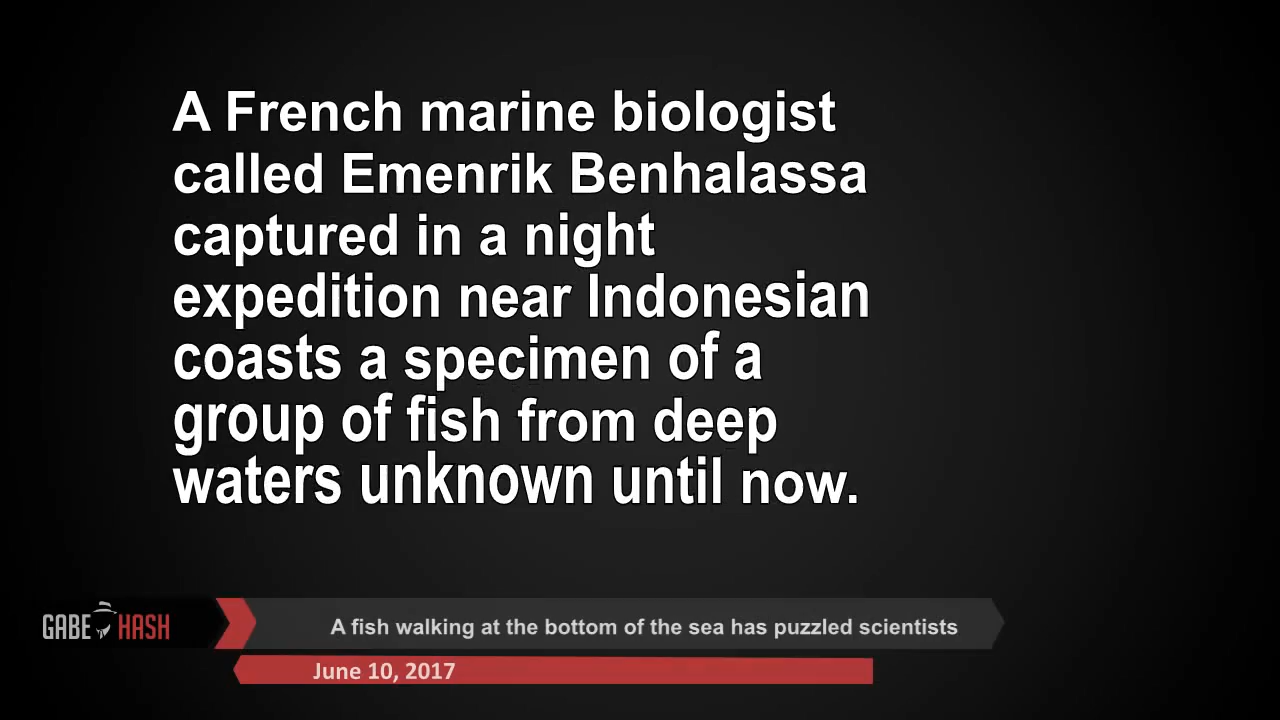 A French marine biologist
called Emenrik Benhalassa
captured in a night
expedition near Indonesian
coasts a specimen of a
group of fish from deep
waters unknown until now.
GABE HASH
A fish walking at the bottom of the sea has puzzled scientists
June 10, 2017